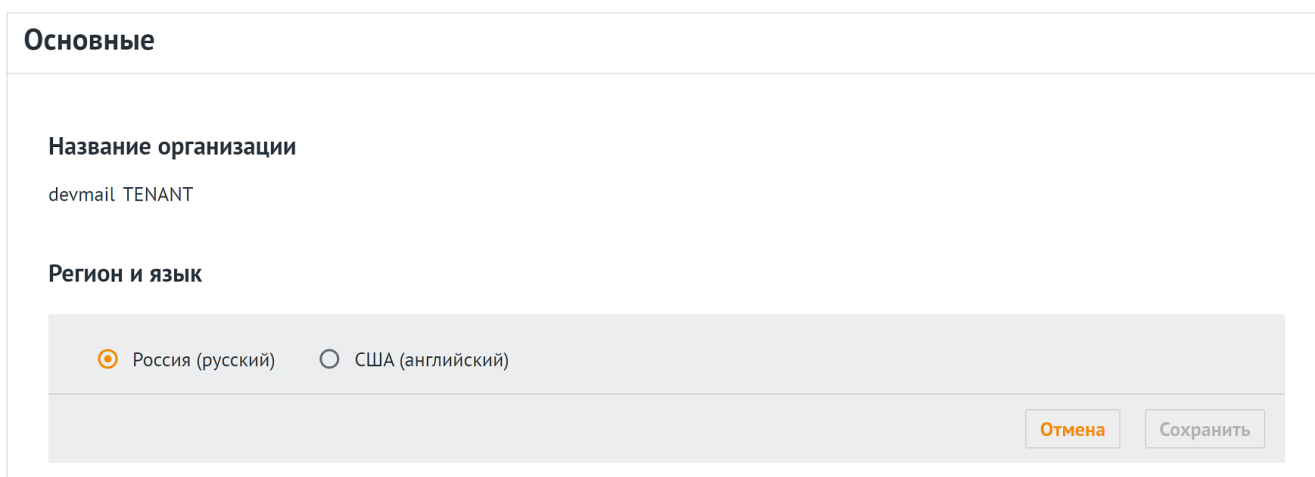 Основные
Название организации
devmail TENANT
Регион и язык
Россия (русский) США (английский)
Отмена Сохранить